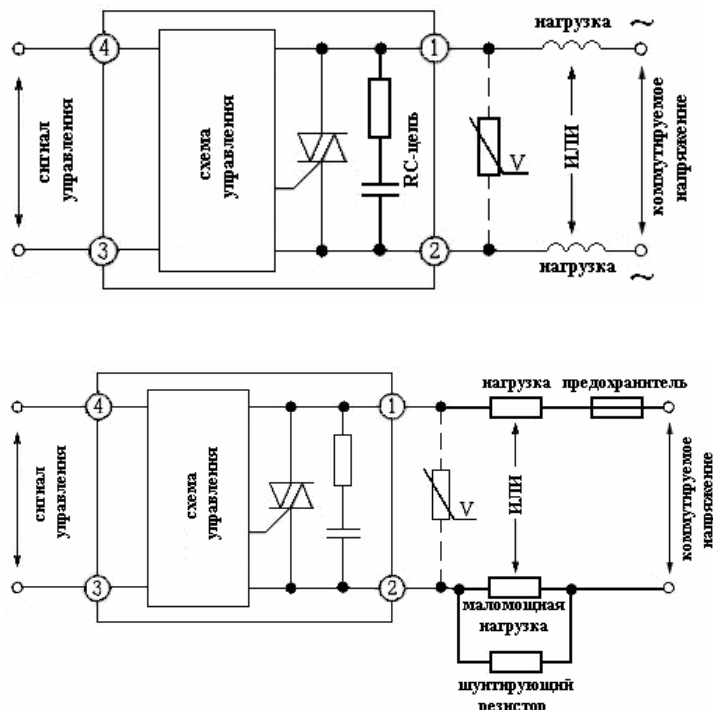 нагрузка
~
4
1
сигнал
управления
схема
управления
RC-цепь
V
ИЛИ
коммутируемое
напряжение
3
2
нагрузка
~
нагрузка
предохранитель
4
1
сигнал
управления
схема
управления
V
ИЛИ
коммутируемое
напряжение
3
2
маломощная
нагрузка
шунтирующий
резистор